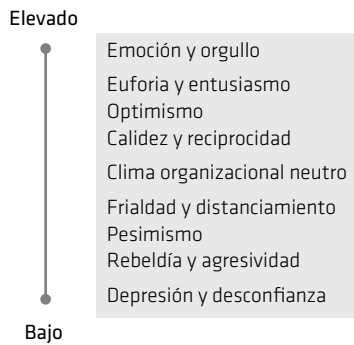 Elevado
Emoción y orgullo
Euforia y entusiasmo
Optimismo
Calidez y reciprocidad
Clima organizacional neutro
Frialdad y distanciamiento
Pesimismo
Rebeldía y agresividad
Depresión y desconfianza
Bajo